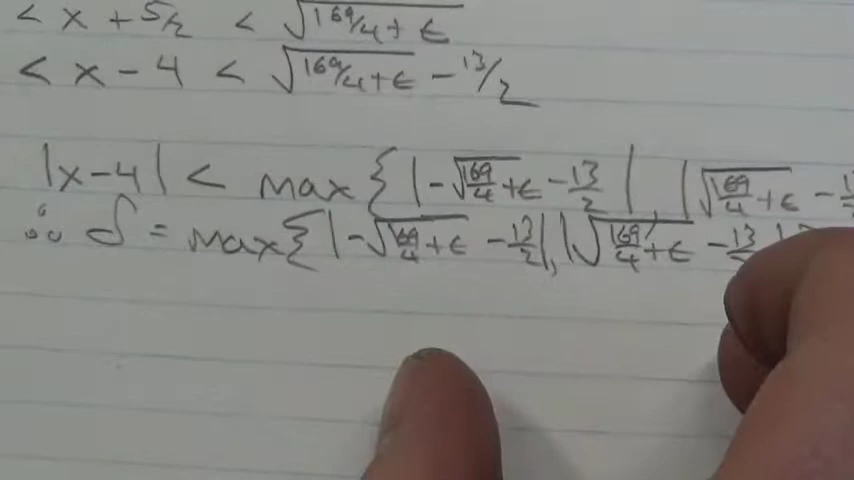 < x + 5/2 < √(169/4 + ε)
< x - 4 < √(169/4 + ε) - 13/2
|x - 4| < max { |-√(169/4 + ε) - 13/2|, |√(169/4 + ε) -
∴ δ = max { |-√(169/4 + ε) - 13/2|, |√(169/4 + ε) - 13/2|